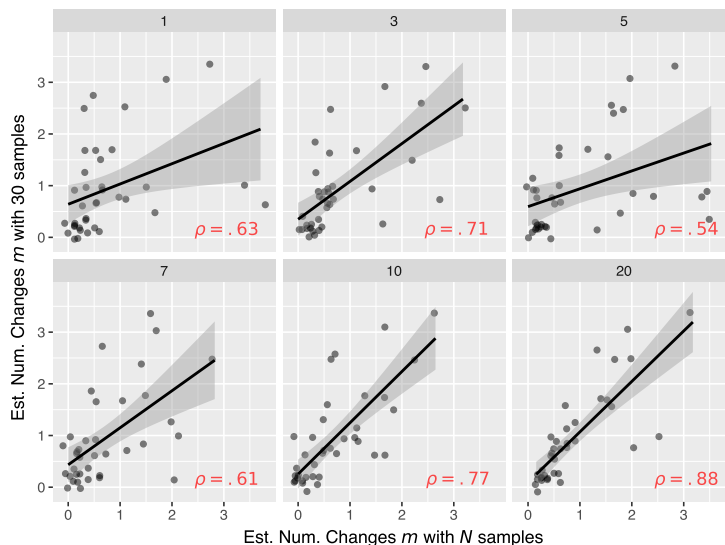 1 3 5
Est. Num. Changes m with 30 samples
3
2
1
0
ρ = .63
ρ = .71
ρ = .54
7 10 20
3
2
1
0
ρ = .61
ρ = .77
ρ = .88
0 1 2 3 0 1 2 3 0 1 2 3
Est. Num. Changes m with N samples